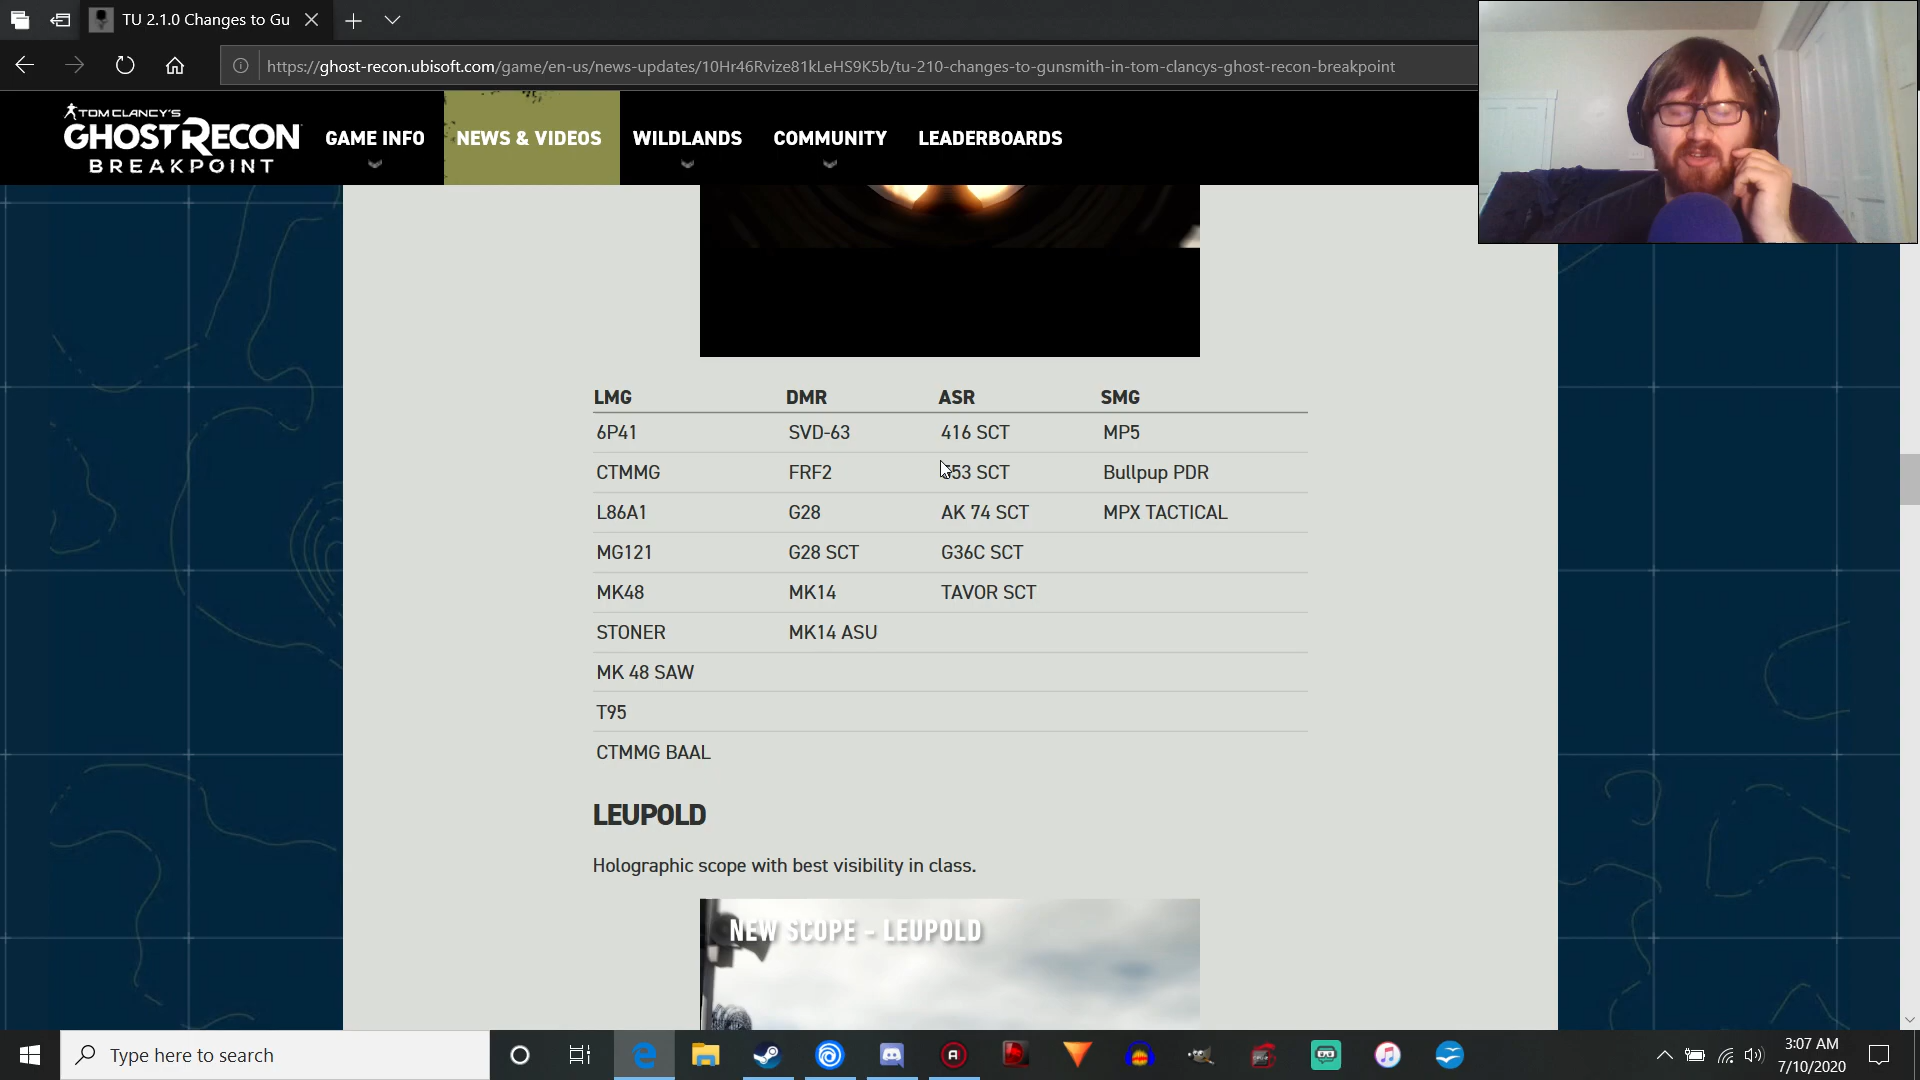 TU 2.1.0 Changes to Gu
https://ghost-recon.ubisoft.com/game/en-us/news-updates/10Hr46Rvize81kLeHS9K5b/tu-210-changes-to-gunsmith-in-tom-clancys-ghost-recon-breakpoint
TOM CLANCY'S
GHOST RECON
BREAKPOINT
GAME INFO NEWS & VIDEOS WILDLANDS COMMUNITY LEADERBOARDS
LMG DMR ASR SMG
6P41 SVD-63 416 SCT MP5
CTMMG FRF2 SCT Bullpup PDR
L86A1 G28 AK 74 SCT MPX TACTICAL
MG121 G28 SCT G36C SCT
MK48 MK14 TAVOR SCT
STONER MK14 ASU
MK 48 SAW
T95
CTMMG BAAL
LEUPOLD
Holographic scope with best visibility in class.
NEW SCOPE - LEUPOLD
Type here to search
3:07 AM
7/10/2020